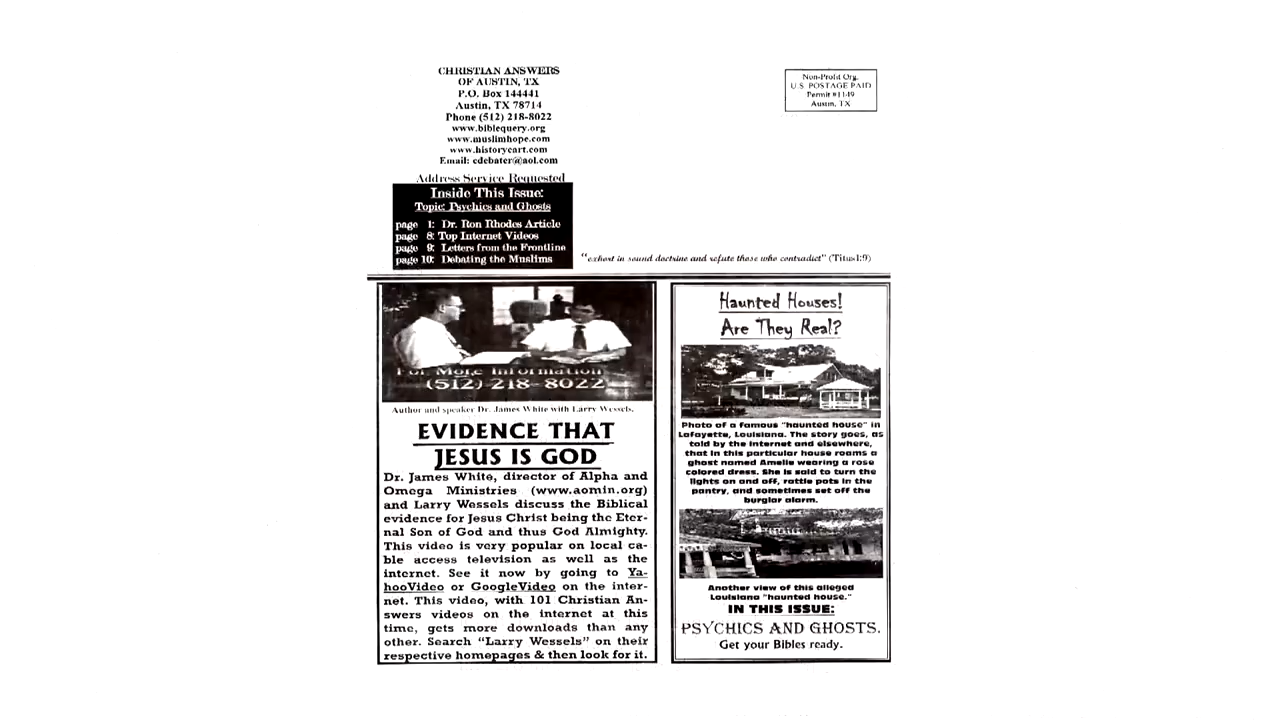 CHRISTIAN ANSWERS
OF AUSTIN, TX
P.O. Box 144441
Austin, TX 78714
Phone (512) 218-8022
www.biblequery.org
www.muslimhope.com
www.historycart.com
Email: cdebater@aol.com
Address Service Requested
Non-Profit Org.
U.S. POSTAGE PAID
Permit #1149
Austin, TX
Inside This Issue:
Topic: Psychics and Ghosts
page 1: Dr. Ron Rhodes Article
page 8: Top Internet Videos
page 9: Letters from the Frontline
page 10: Debating the Muslims
"exhort in sound doctrine and refute those who contradict" (Titus1:9)
For More Information
(512) 218-8022
Author and speaker Dr. James White with Larry Wessels.
EVIDENCE THAT
JESUS IS GOD
Dr. James White, director of Alpha and
Omega Ministries (www.aomin.org)
and Larry Wessels discuss the Biblical
evidence for Jesus Christ being the Eter-
nal Son of God and thus God Almighty.
This video is very popular on local ca-
ble access television as well as the
internet. See it now by going to Ya-
hooVideo or GoogleVideo on the inter-
net. This video, with 101 Christian An-
swers videos on the internet at this
time, gets more downloads than any
other. Search "Larry Wessels" on their
respective homepages & then look for it.
Haunted Houses!
Are They Real?
Photo of a famous "haunted house" in
Lafayette, Louisiana. The story goes, as
told by the internet and elsewhere,
that in this particular house roams a
ghost named Amelie wearing a rose
colored dress. She is said to turn the
lights on and off, rattle pots in the
pantry, and sometimes set off the
burglar alarm.
Another view of this alleged
Louisiana "haunted house."
IN THIS ISSUE:
PSYCHICS AND GHOSTS.
Get your Bibles ready.